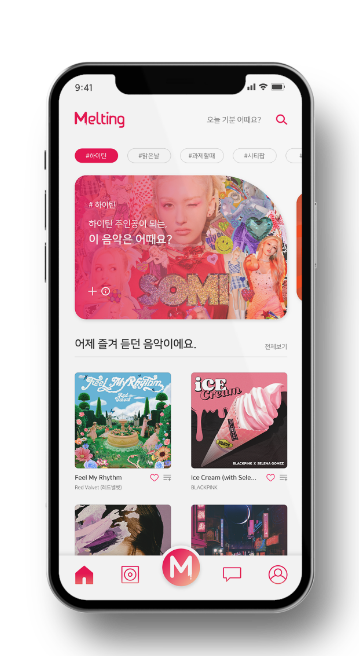 9:41
Melting
오늘 기분 어때요?
#하이틴
#맑은날
#과제할때
#시티팝
#
# 하이틴
하이틴 주인공이 되는,
이 음악은 어때요?
SOMI
어제 즐겨 듣던 음악이에요.
전체보기
Feel My Rhythm
Red Velvet
ICE
Cream
BLACKPINK X SELENA GOMEZ
Feel My Rhythm
Red Velvet (레드벨벳)
Ice Cream (with Sele...
BLACKPINK
M